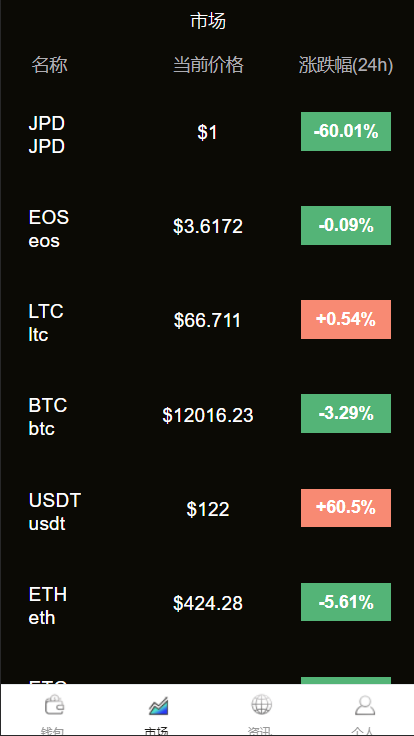 市场
名称 当前价格 涨跌幅(24h)
JPD
JPD
$1
-60.01%
EOS
eos
$3.6172
-0.09%
LTC
ltc
$66.711
+0.54%
BTC
btc
$12016.23
-3.29%
USDT
usdt
$122
+60.5%
ETH
eth
$424.28
-5.61%
钱包 市场 资讯 个人